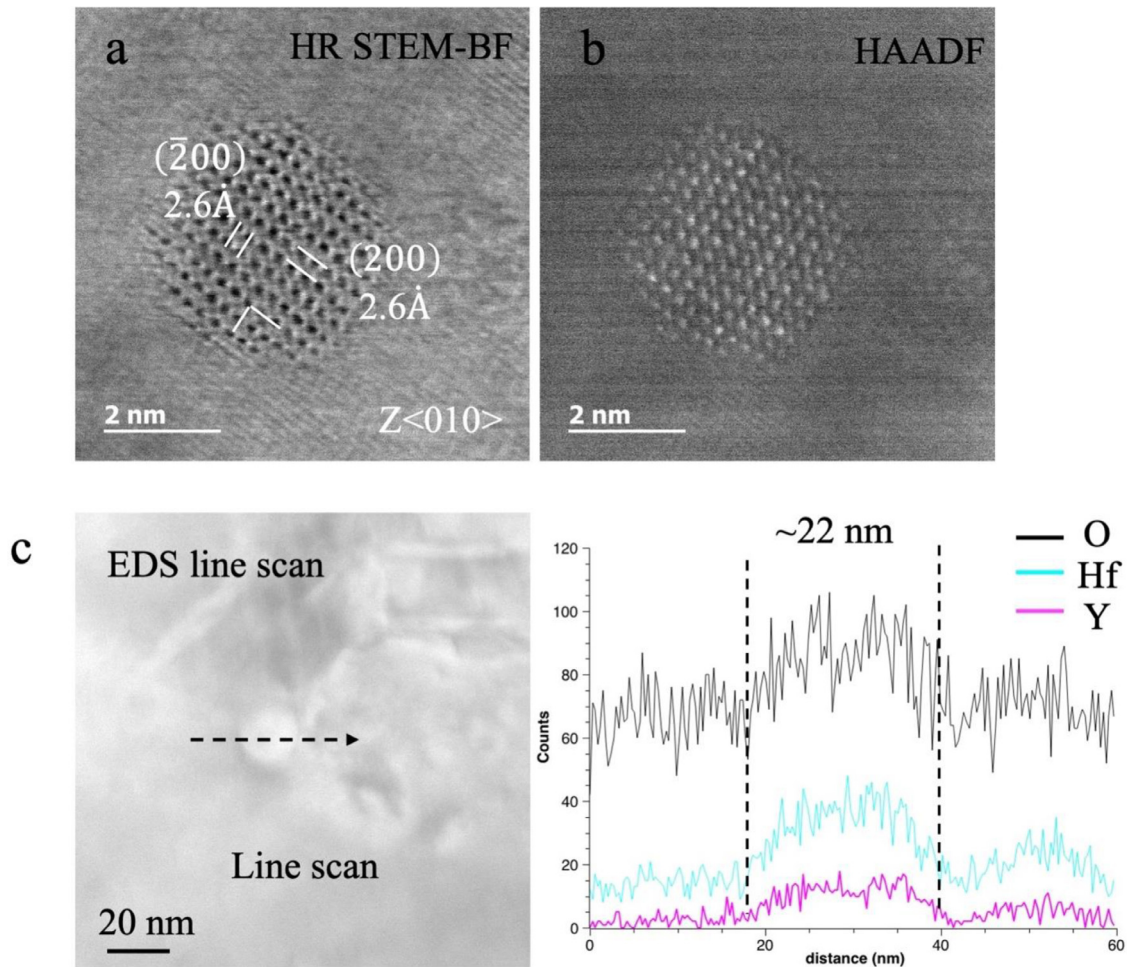 a
HR STEM-BF
(2̅00)
2.6Å
(200)
2.6Å
2 nm
Z<010>
b
HAADF
2 nm
c
EDS line scan
Line scan
20 nm
~22 nm
O
Hf
Y
120
100
80
60
40
20
0
Counts
0
20
40
60
distance (nm)